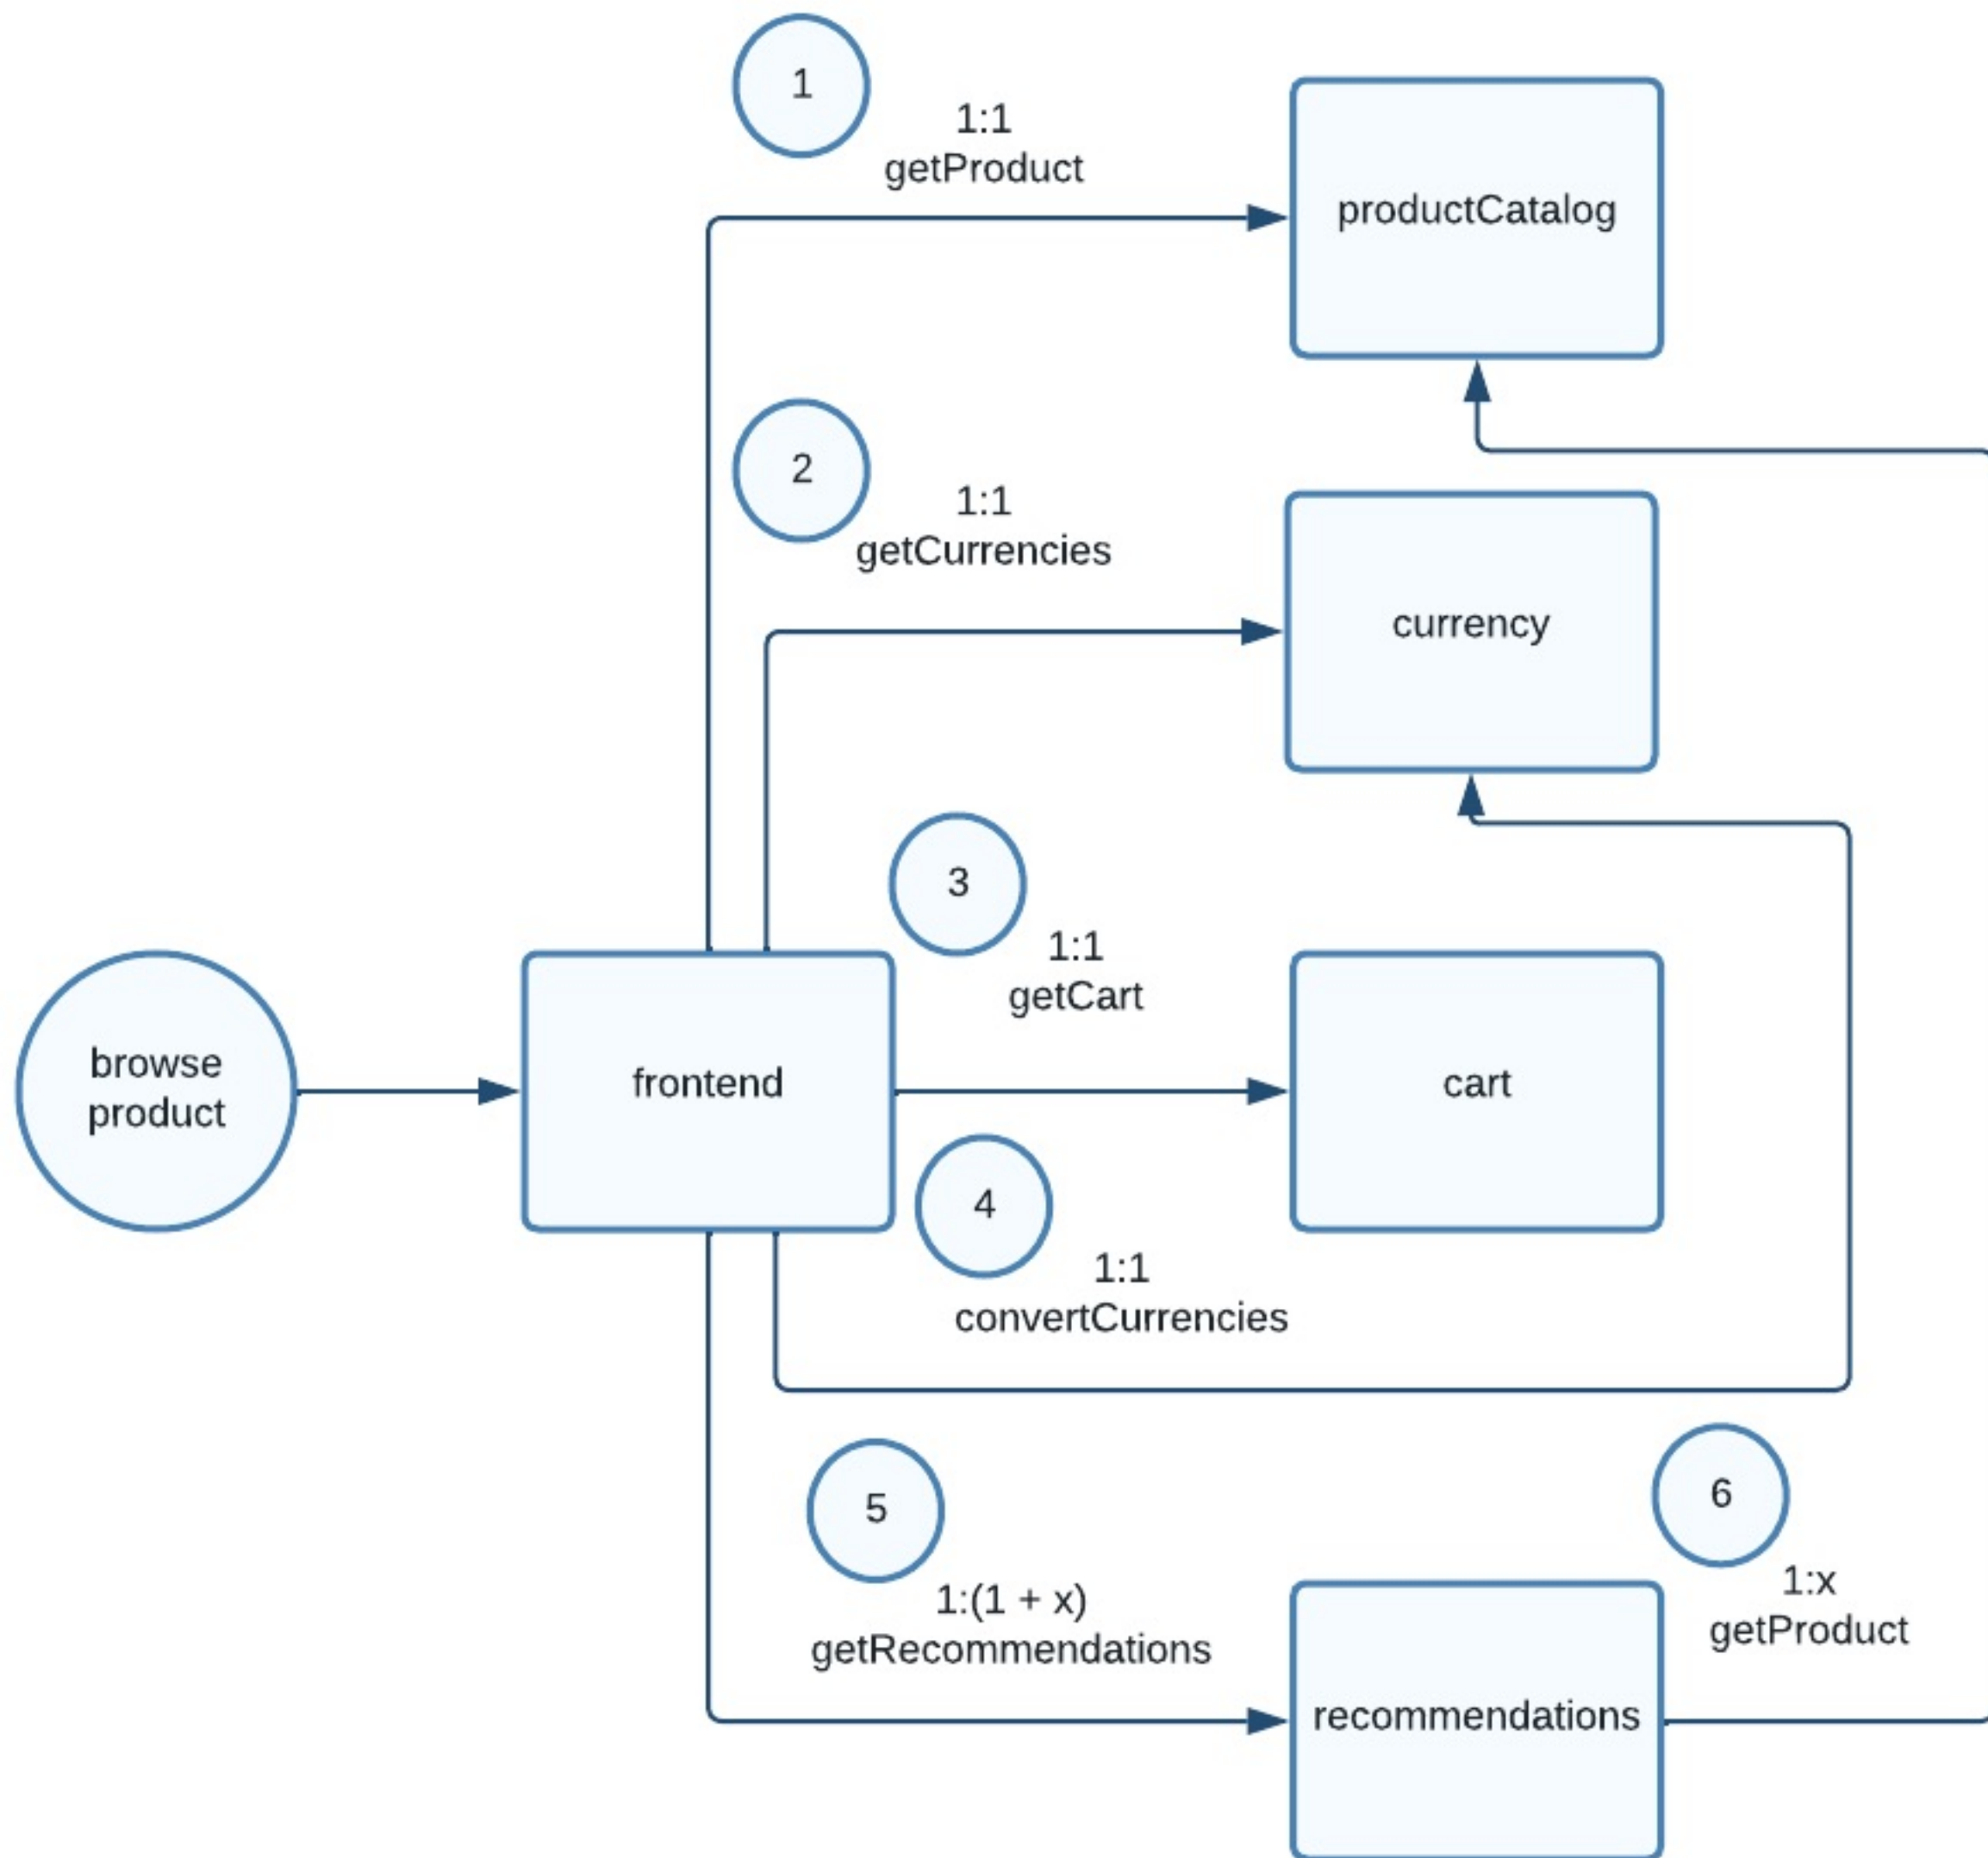 1
1:1
getProduct
productCatalog
2
1:1
getCurrencies
currency
3
1:1
getCart
browse
product
frontend
cart
4
1:1
convertCurrencies
5
1:(1 + x)
getRecommendations
6
1:x
getProduct
recommendations